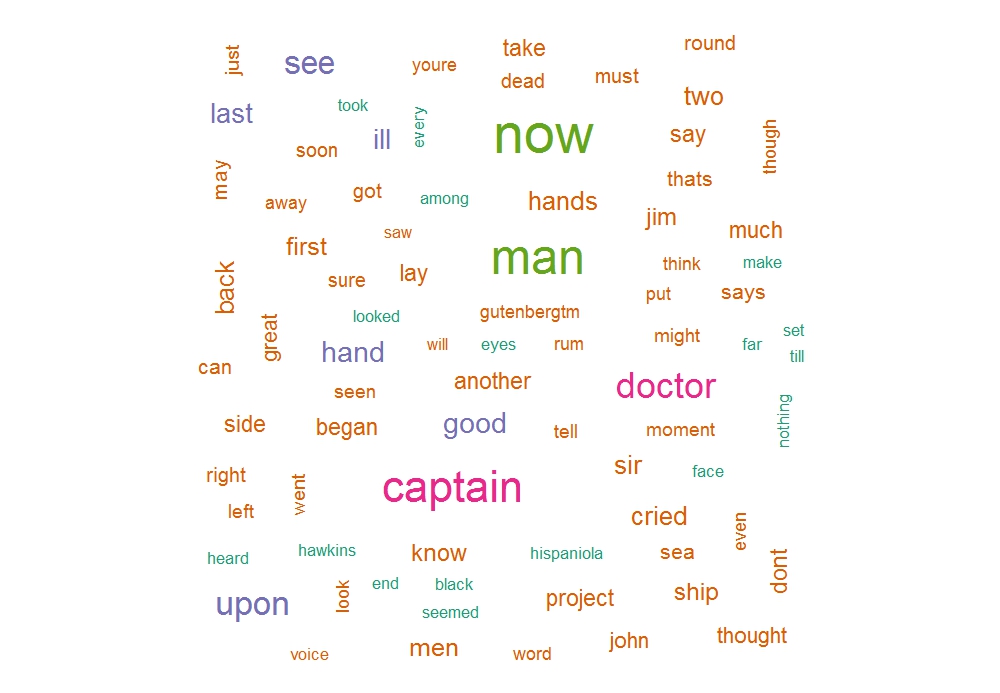 just
see
youre
take
round
dead
must
two
last
took
every
ill
now
say
though
soon
may
away
got
among
hands
thats
jim
much
saw
first
man
back
sure
lay
think
make
put
says
gutenbergtm
looked
great
hand
will
eyes
rum
might
far
set
till
can
another
doctor
seen
nothing
side
began
good
tell
moment
right
went
captain
sir
face
left
cried
even
heard
hawkins
know
hispaniola
sea
dont
upon
look
end
black
seemed
project
ship
voice
men
word
john
thought